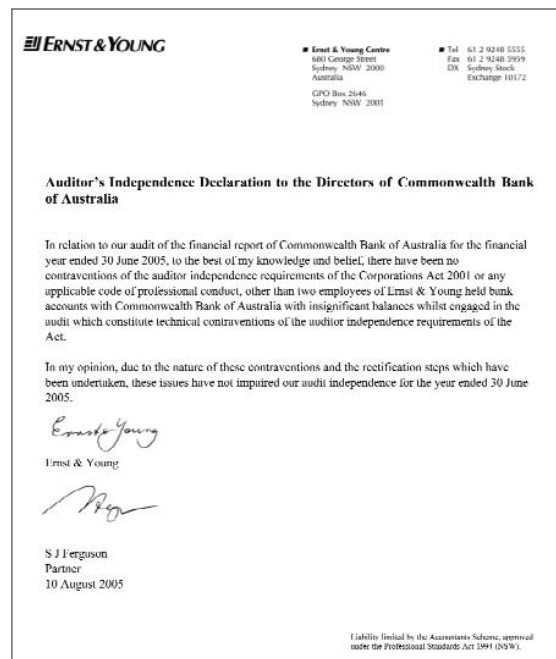 ERNST & YOUNG
Ernst & Young Centre
680 George Street
Sydney NSW 2000
Australia
GPO Box 2646
Sydney NSW 2001
Tel 61 2 9248 5555
Fax 61 2 9248 5959
DX Sydney Stock
Exchange 10172
Auditor's Independence Declaration to the Directors of Commonwealth Bank
of Australia
In relation to our audit of the financial report of Commonwealth Bank of Australia for the financial
year ended 30 June 2005, to the best of my knowledge and belief, there have been no
contraventions of the auditor independence requirements of the Corporations Act 2001 or any
applicable code of professional conduct, other than two employees of Ernst & Young held bank
accounts with Commonwealth Bank of Australia with insignificant balances whilst engaged in the
audit which constitute technical contraventions of the auditor independence requirements of the
Act.
In my opinion, due to the nature of these contraventions and the rectification steps which have
been undertaken, these issues have not impaired our audit independence for the year ended 30 June
2005.
Ernst & Young
Ernst & Young
S J Ferguson
Partner
10 August 2005
Liability limited by the Accountants Scheme, approved
under the Professional Standards Act 1994 (NSW).